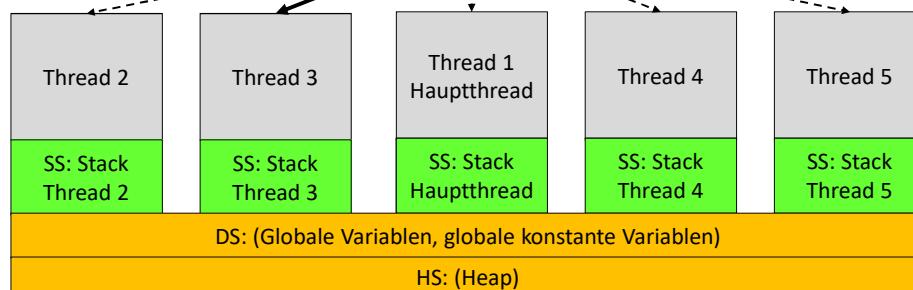 Thread 2
Thread 3
Thread 1
Hauptthread
Thread 4
Thread 5
SS: Stack
Thread 2
SS: Stack
Thread 3
SS: Stack
Hauptthread
SS: Stack
Thread 4
SS: Stack
Thread 5
DS: (Globale Variablen, globale konstante Variablen)
HS: (Heap)